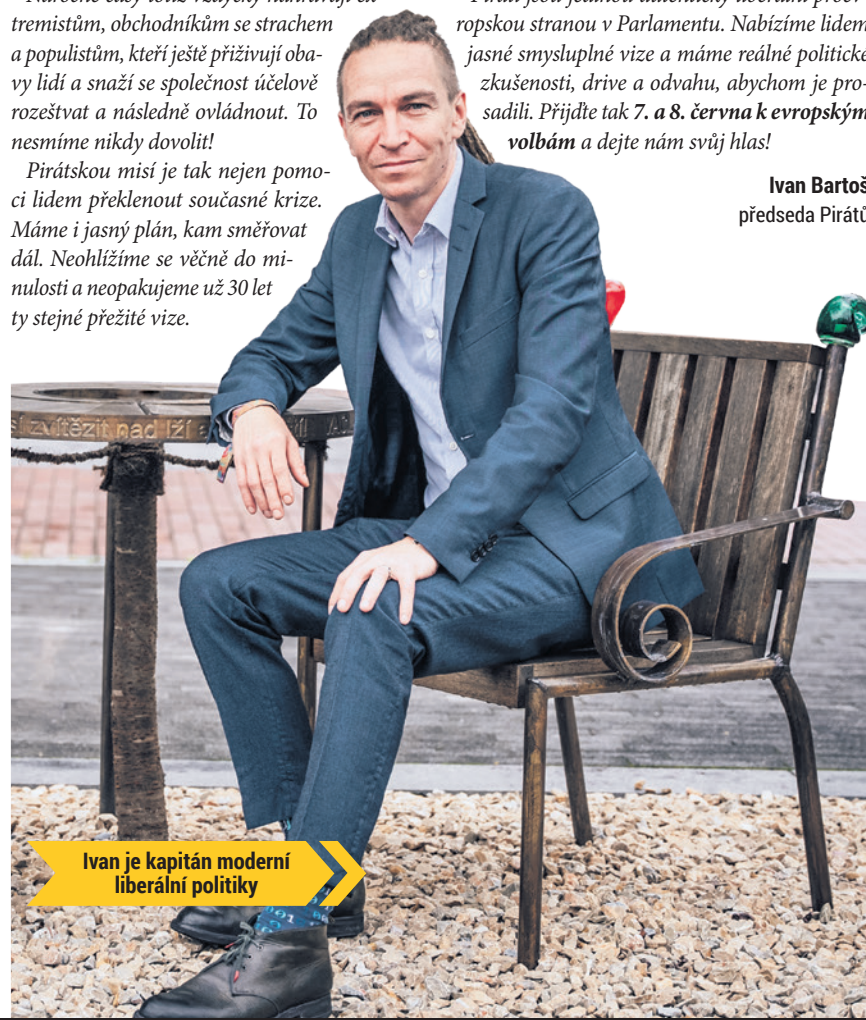 tremistům, obchodníkům se strachem
a populistům, kteří ještě přiživují oba-
vy lidí a snaží se společnost účelově
rozeštvat a následně ovládnout. To
nesmíme nikdy dovolit!
Pirátskou misí je tak nejen pomo-
ci lidem překlenout současné krize.
Máme i jasný plán, kam směřovat
dál. Neohlížíme se věčně do mi-
nulosti a neopakujeme už 30 let
ty stejné přežité vize.
ropskou stranou v Parlamentu. Nabízíme lidem
jasné smysluplné vize a máme reálné politické
zkušenosti, drive a odvahu, abychom je pro-
sadili. Přijďte tak 7. a 8. června k evropským
volbám a dejte nám svůj hlas!
Ivan Bartoš
předseda Pirátů
zvítězit nad lží a
Ivan je kapitán moderní
liberální politiky